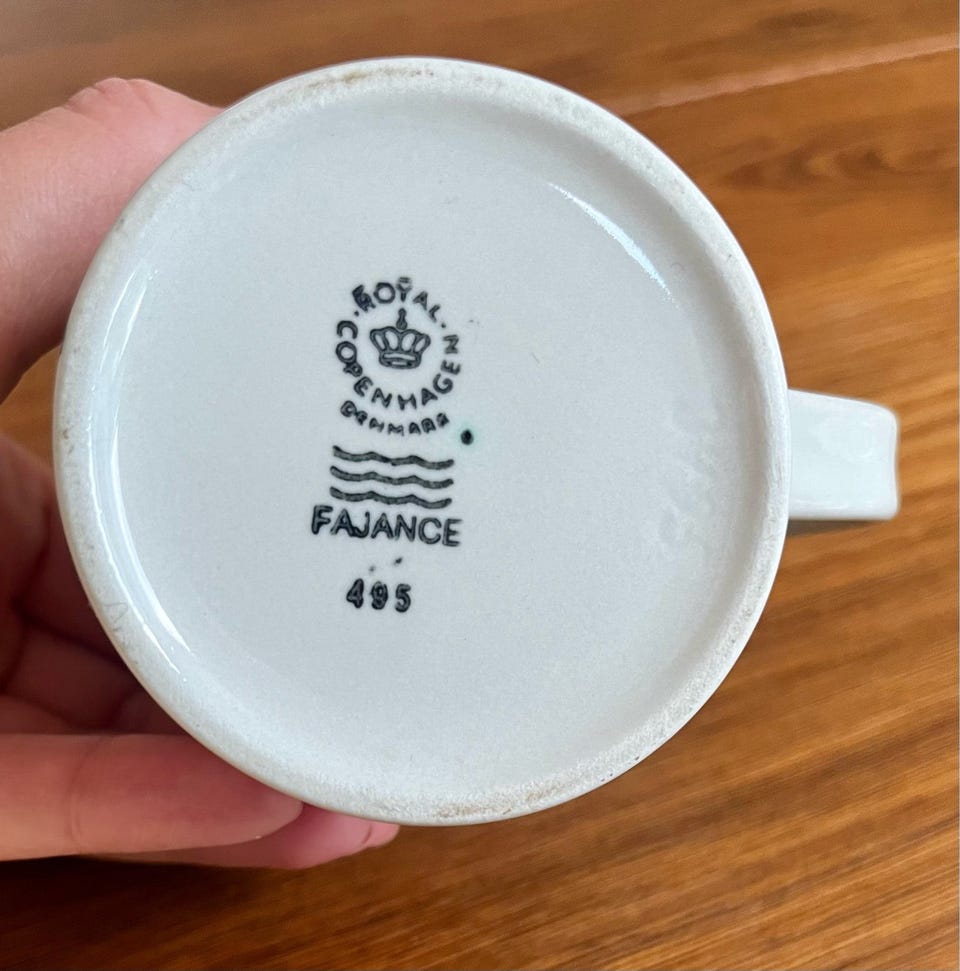 ROYAL
COPENHAGEN
DENMARK
FAJANCE
495